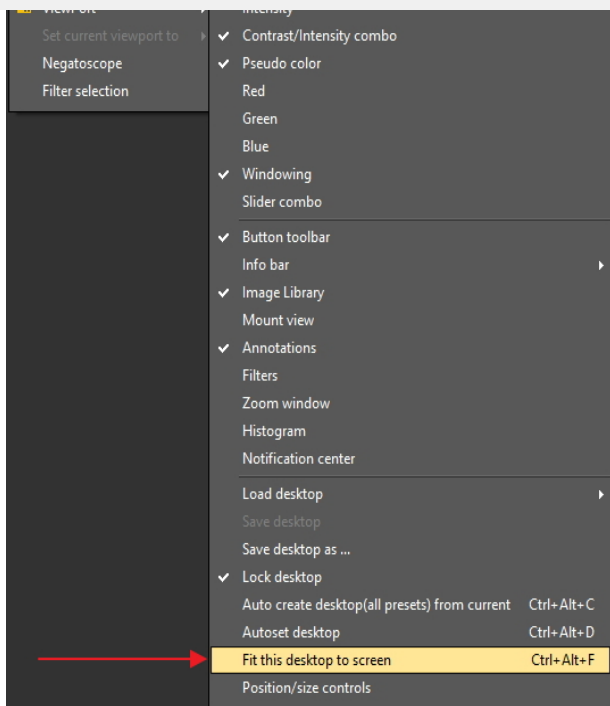 Viewport
Set current viewport to
Negatoscope
Filter selection
Intensity
Contrast/Intensity combo
Pseudo color
Red
Green
Blue
Windowing
Slider combo
Button toolbar
Info bar
Image Library
Mount view
Annotations
Filters
Zoom window
Histogram
Notification center
Load desktop
Save desktop
Save desktop as ...
Lock desktop
Auto create desktop(all presets) from current Ctrl+Alt+C
Autoset desktop Ctrl+Alt+D
Fit this desktop to screen Ctrl+Alt+F
Position/size controls